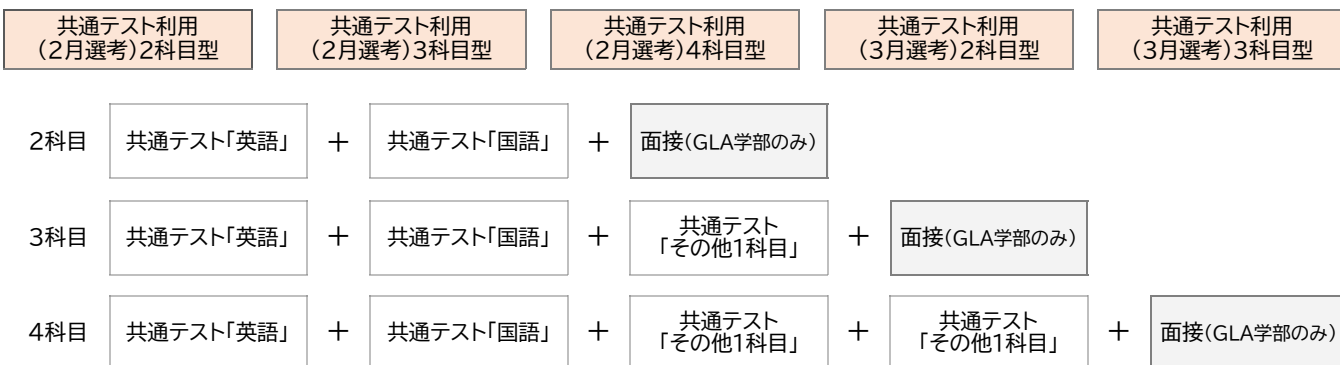 共通テスト利用
(2月選考)2科目型
共通テスト利用
(2月選考)3科目型
共通テスト利用
(2月選考)4科目型
共通テスト利用
(3月選考)2科目型
共通テスト利用
(3月選考)3科目型
2科目 共通テスト「英語」 + 共通テスト「国語」 + 面接(GLA学部のみ)
3科目 共通テスト「英語」 + 共通テスト「国語」 + 共通テスト「その他1科目」 + 面接(GLA学部のみ)
4科目 共通テスト「英語」 + 共通テスト「国語」 + 共通テスト「その他1科目」 + 共通テスト「その他1科目」 + 面接(GLA学部のみ)